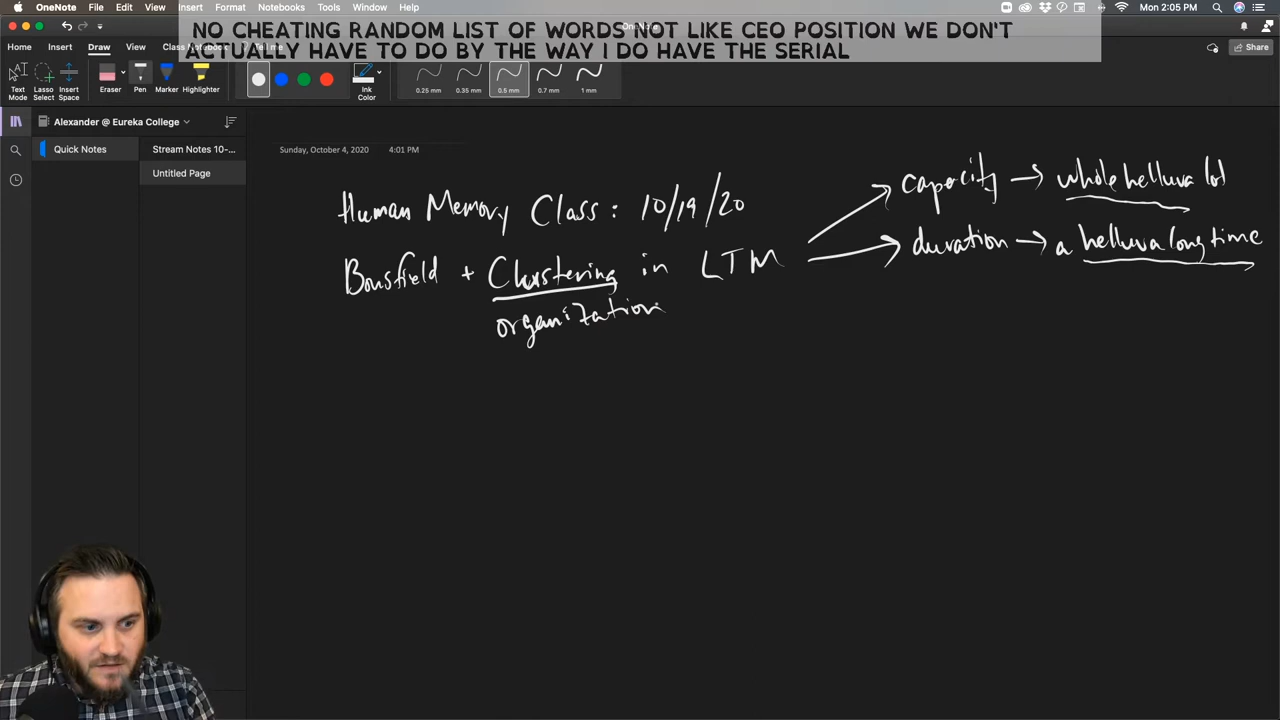 OneNote File Edit View Insert Format Notebooks Tools Window Help
Mon 2:05 PM
NO CHEATING RANDOM LIST OF WORDS NOT LIKE CEO POSITION WE DON'T
ACTUALLY HAVE TO DO BY THE WAY I DO HAVE THE SERIAL
Home Insert Draw View Class Notebook Tell me
Share
Text Mode
Lasso Select
Insert Space
Eraser
Pen
Marker
Highlighter
Ink Color
0.25 mm
0.35 mm
0.5 mm
0.7 mm
1 mm
Alexander @ Eureka College
Quick Notes
Stream Notes 10-...
Untitled Page
Sunday, October 4, 2020 4:01 PM
Human Memory Class: 10/19/20
capacity → whole helluva lot
Bousfield + Clustering in LTM
duration → a helluva long time
organization